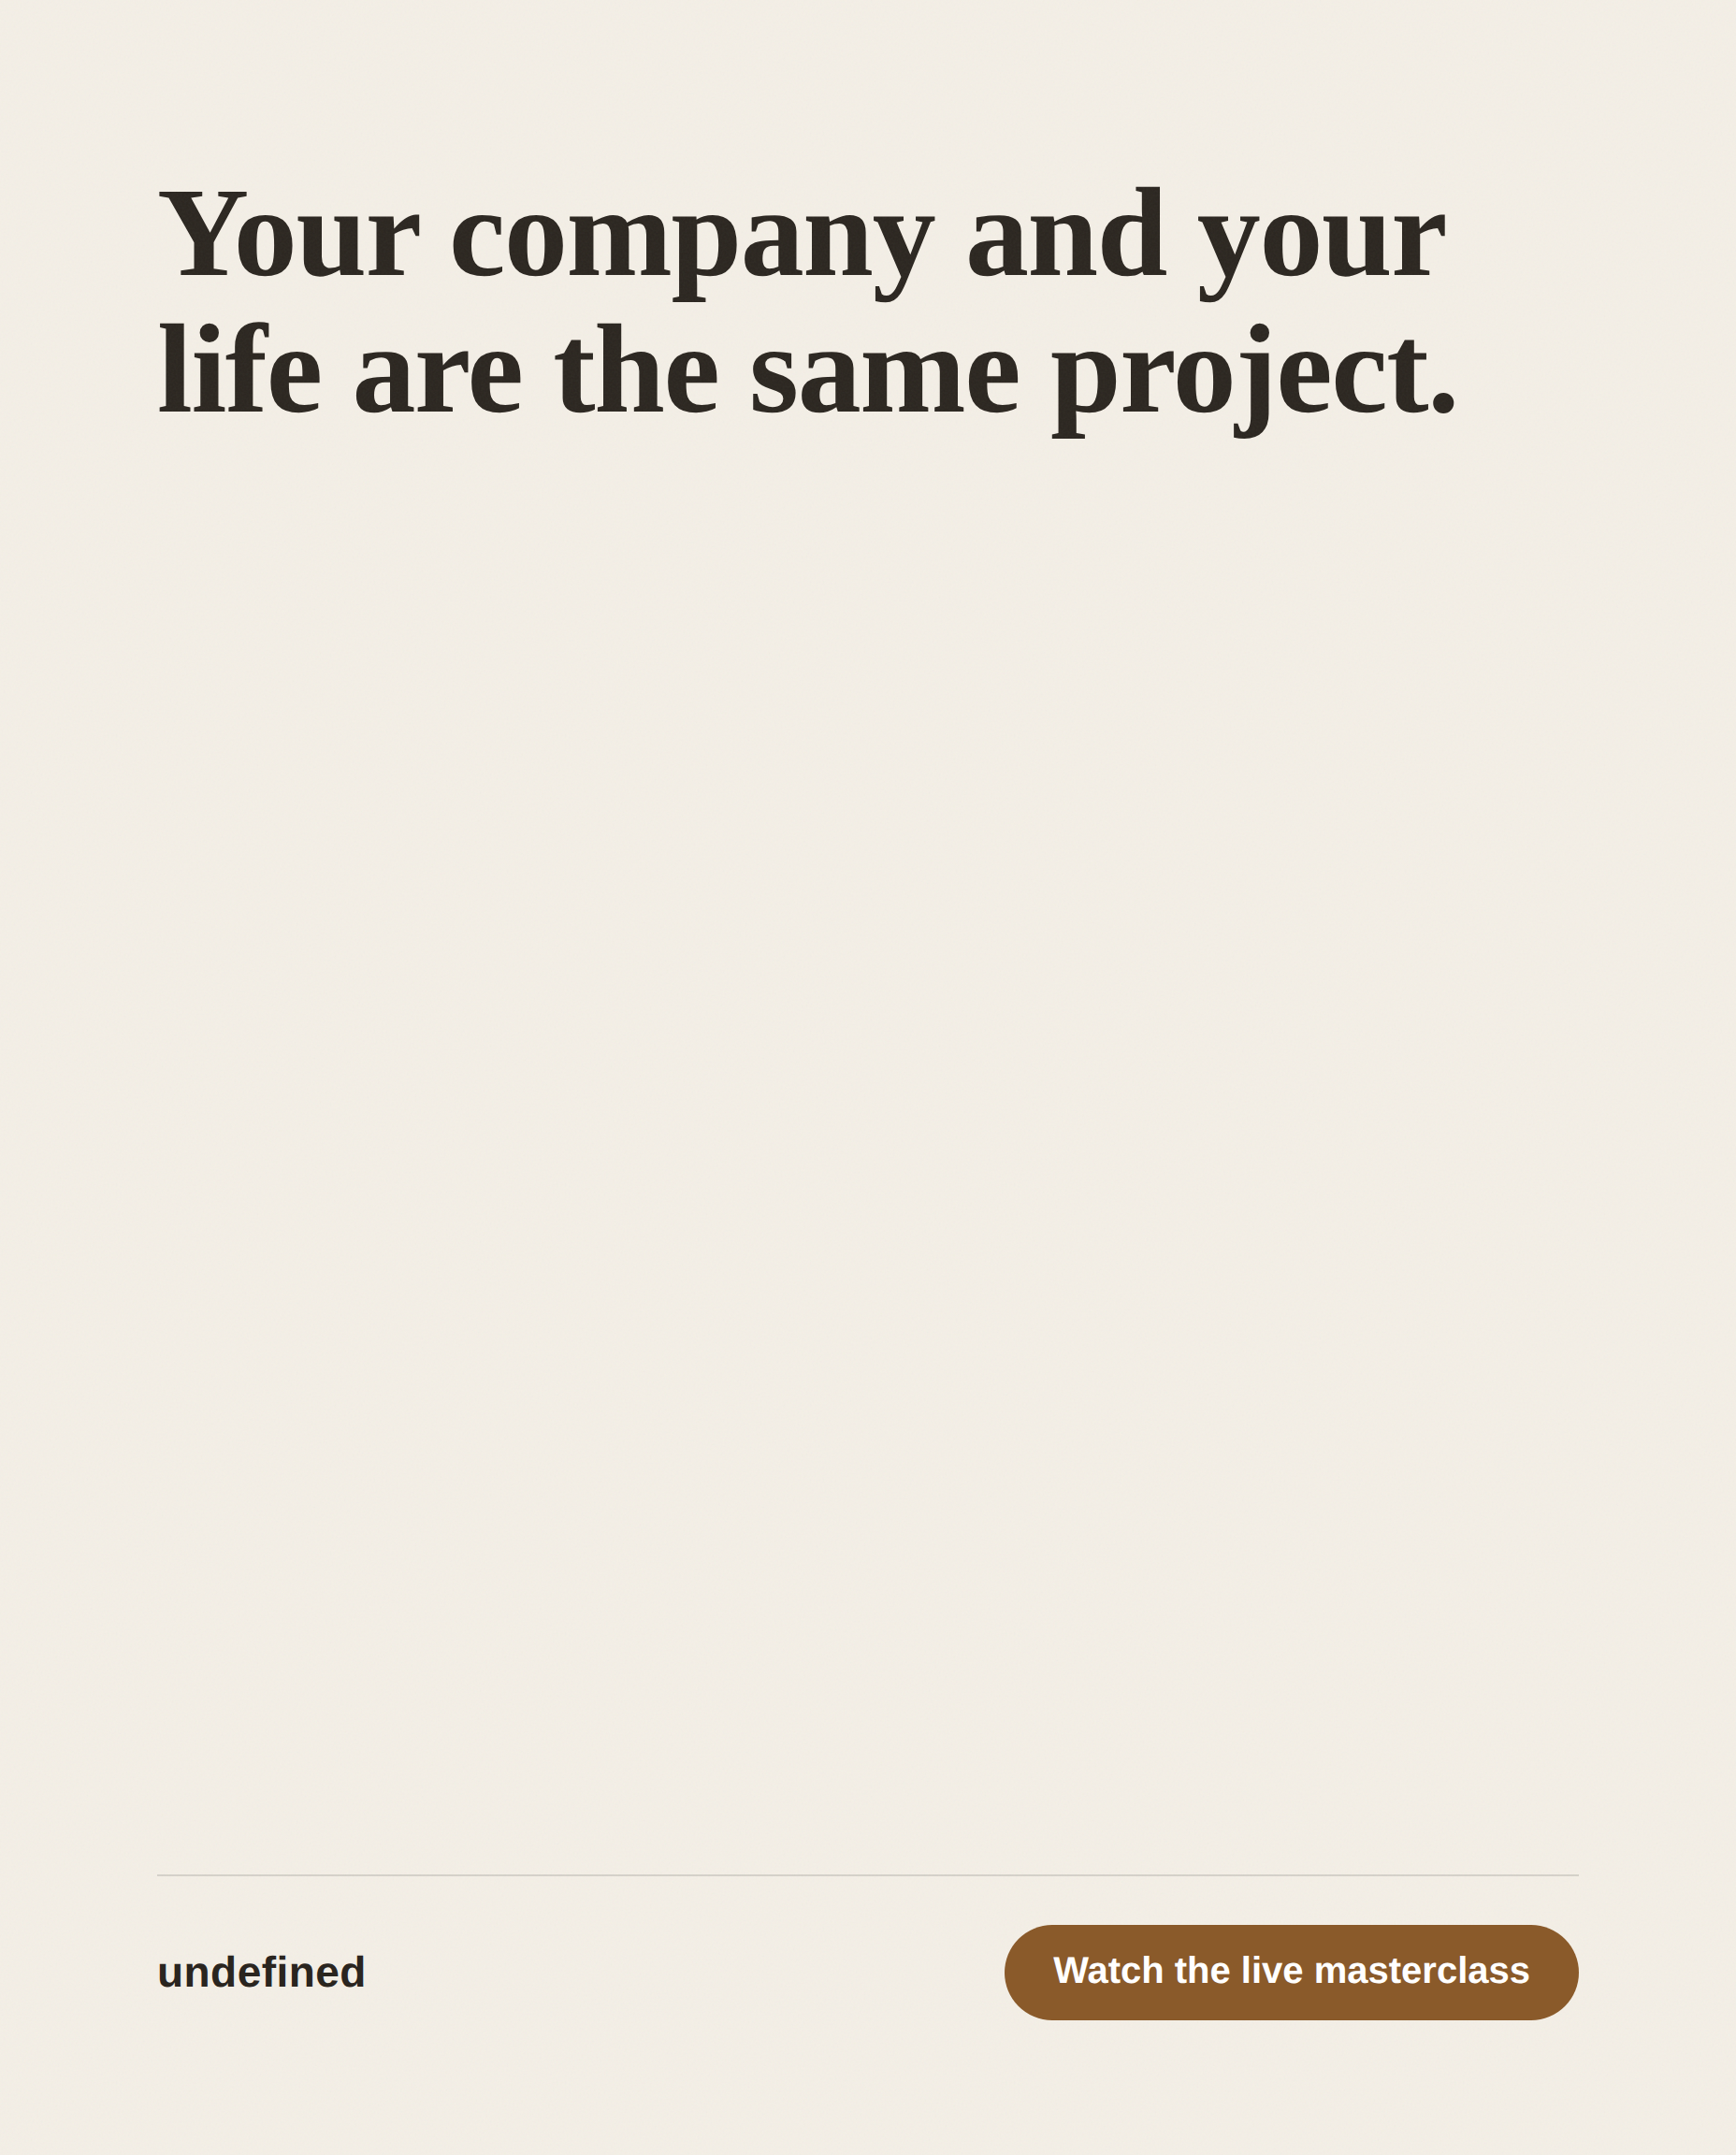 Your company and your
life are the same project.
undefined
Watch the live masterclass